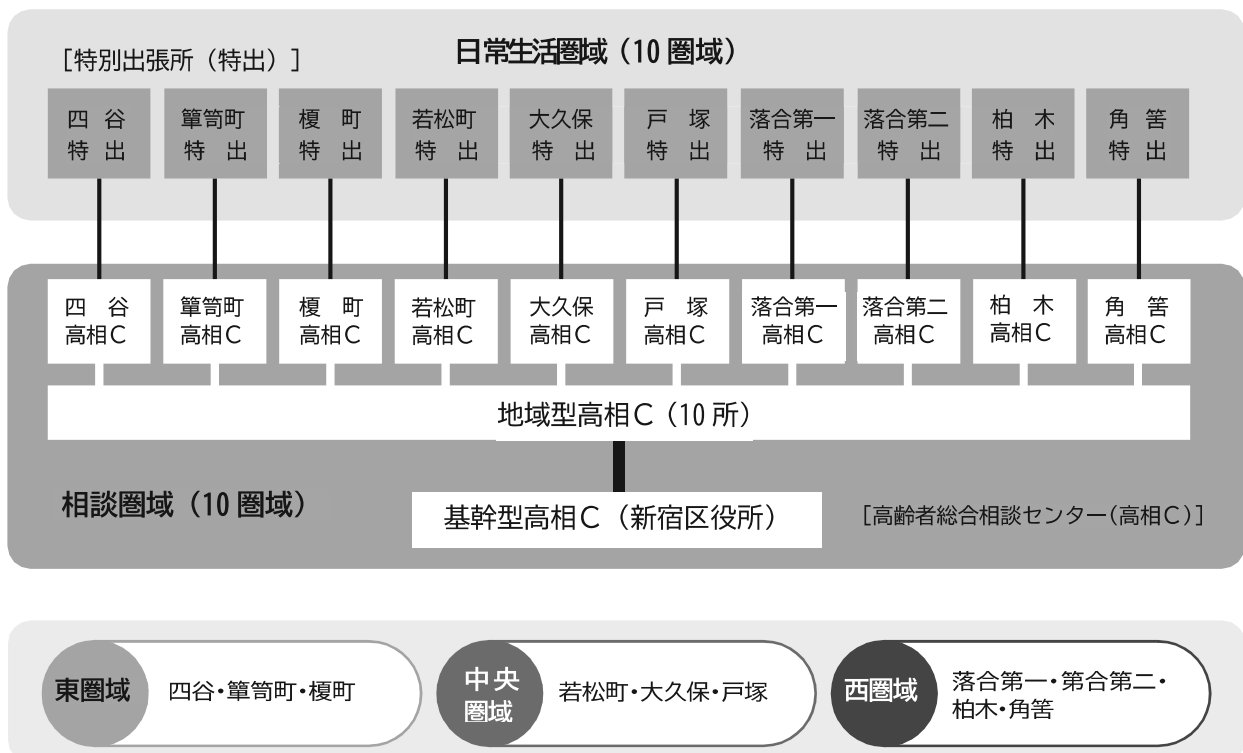 日常生活圏域（10 圏域）
［特別出張所（特出）］
四 谷
特 出
簞笥町
特 出
榎 町
特 出
若松町
特 出
大久保
特 出
戸 塚
特 出
落合第一
特 出
落合第二
特 出
柏 木
特 出
角 筈
特 出
四 谷
高相C
簞笥町
高相C
榎 町
高相C
若松町
高相C
大久保
高相C
戸 塚
高相C
落合第一
高相C
落合第二
高相C
柏 木
高相C
角 筈
高相C
地域型高相C（10 所）
相談圏域（10 圏域）
基幹型高相C（新宿区役所）
［高齢者総合相談センター（高相C）］
東圏域
四谷・簞笥町・榎町
中央
圏域
若松町・大久保・戸塚
西圏域
落合第一・第合第二・
柏木・角筈